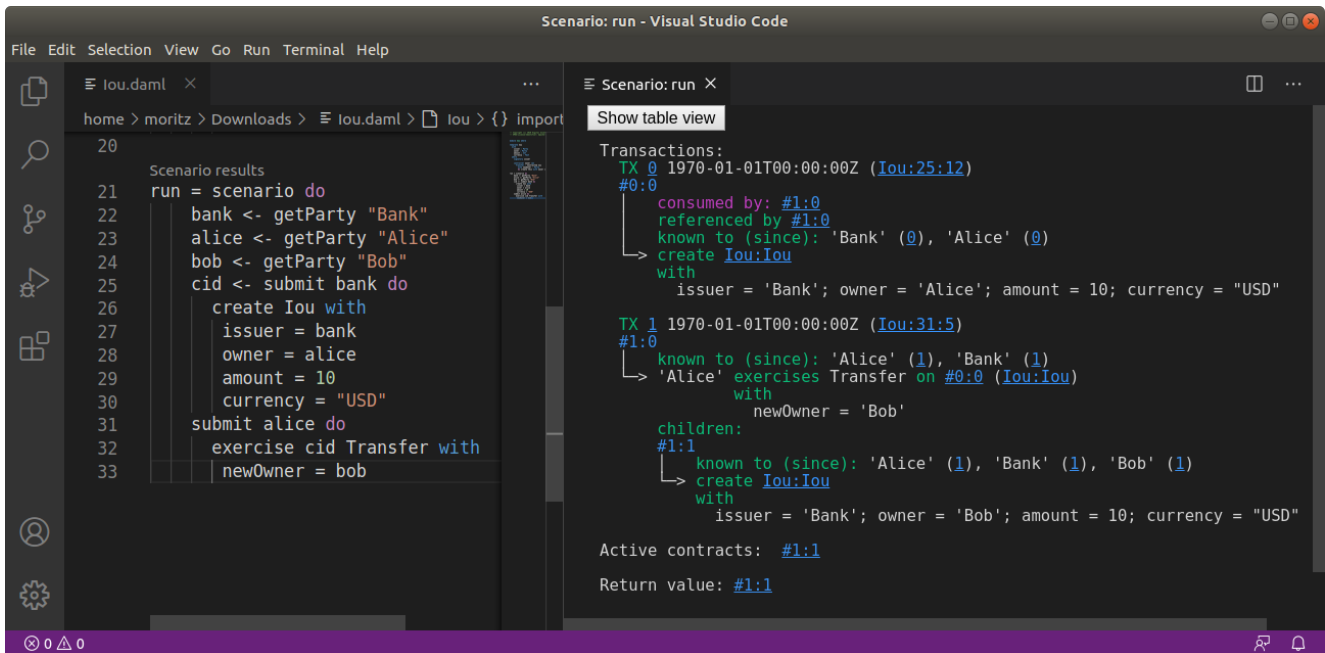 Scenario: run - Visual Studio Code
File Edit Selection View Go Run Terminal Help
Iou.daml
home > moritz > Downloads > Iou.daml > Iou > {} import
20
Scenario results
21 run = scenario do
22 bank <- getParty "Bank"
23 alice <- getParty "Alice"
24 bob <- getParty "Bob"
25 cid <- submit bank do
26 create Iou with
27 issuer = bank
28 owner = alice
29 amount = 10
30 currency = "USD"
31 submit alice do
32 exercise cid Transfer with
33 newOwner = bob
Scenario: run
Show table view
Transactions:
TX 0 1970-01-01T00:00:00Z (Iou:25:12)
#0:0
consumed by: #1:0
referenced by #1:0
known to (since): 'Bank' (0), 'Alice' (0)
└─> create Iou:Iou
with
issuer = 'Bank'; owner = 'Alice'; amount = 10; currency = "USD"
TX 1 1970-01-01T00:00:00Z (Iou:31:5)
#1:0
known to (since): 'Alice' (1), 'Bank' (1)
└─> 'Alice' exercises Transfer on #0:0 (Iou:Iou)
with
newOwner = 'Bob'
children:
#1:1
known to (since): 'Alice' (1), 'Bank' (1), 'Bob' (1)
└─> create Iou:Iou
with
issuer = 'Bank'; owner = 'Bob'; amount = 10; currency = "USD"
Active contracts: #1:1
Return value: #1:1
0 0